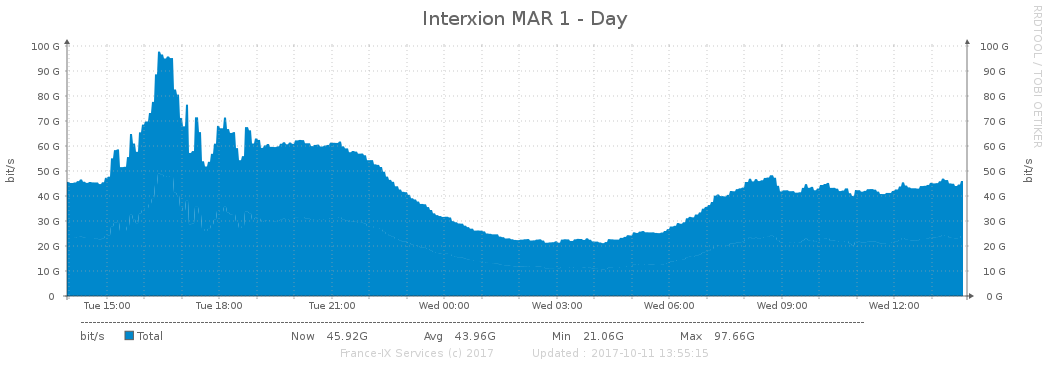 Interxion MAR 1 - Day
RRDTOOL / TOBI OETIKER
bit/s
bit/s
100 G 100 G
90 G 90 G
80 G 80 G
70 G 70 G
60 G 60 G
50 G 50 G
40 G 40 G
30 G 30 G
20 G 20 G
10 G 10 G
0 0 G
Tue 15:00 Tue 18:00 Tue 21:00 Wed 00:00 Wed 03:00 Wed 06:00 Wed 09:00 Wed 12:00
bit/s Total Now 45.92G Avg 43.96G Min 21.06G Max 97.66G
France-IX Services (c) 2017 Updated : 2017-10-11 13:55:15